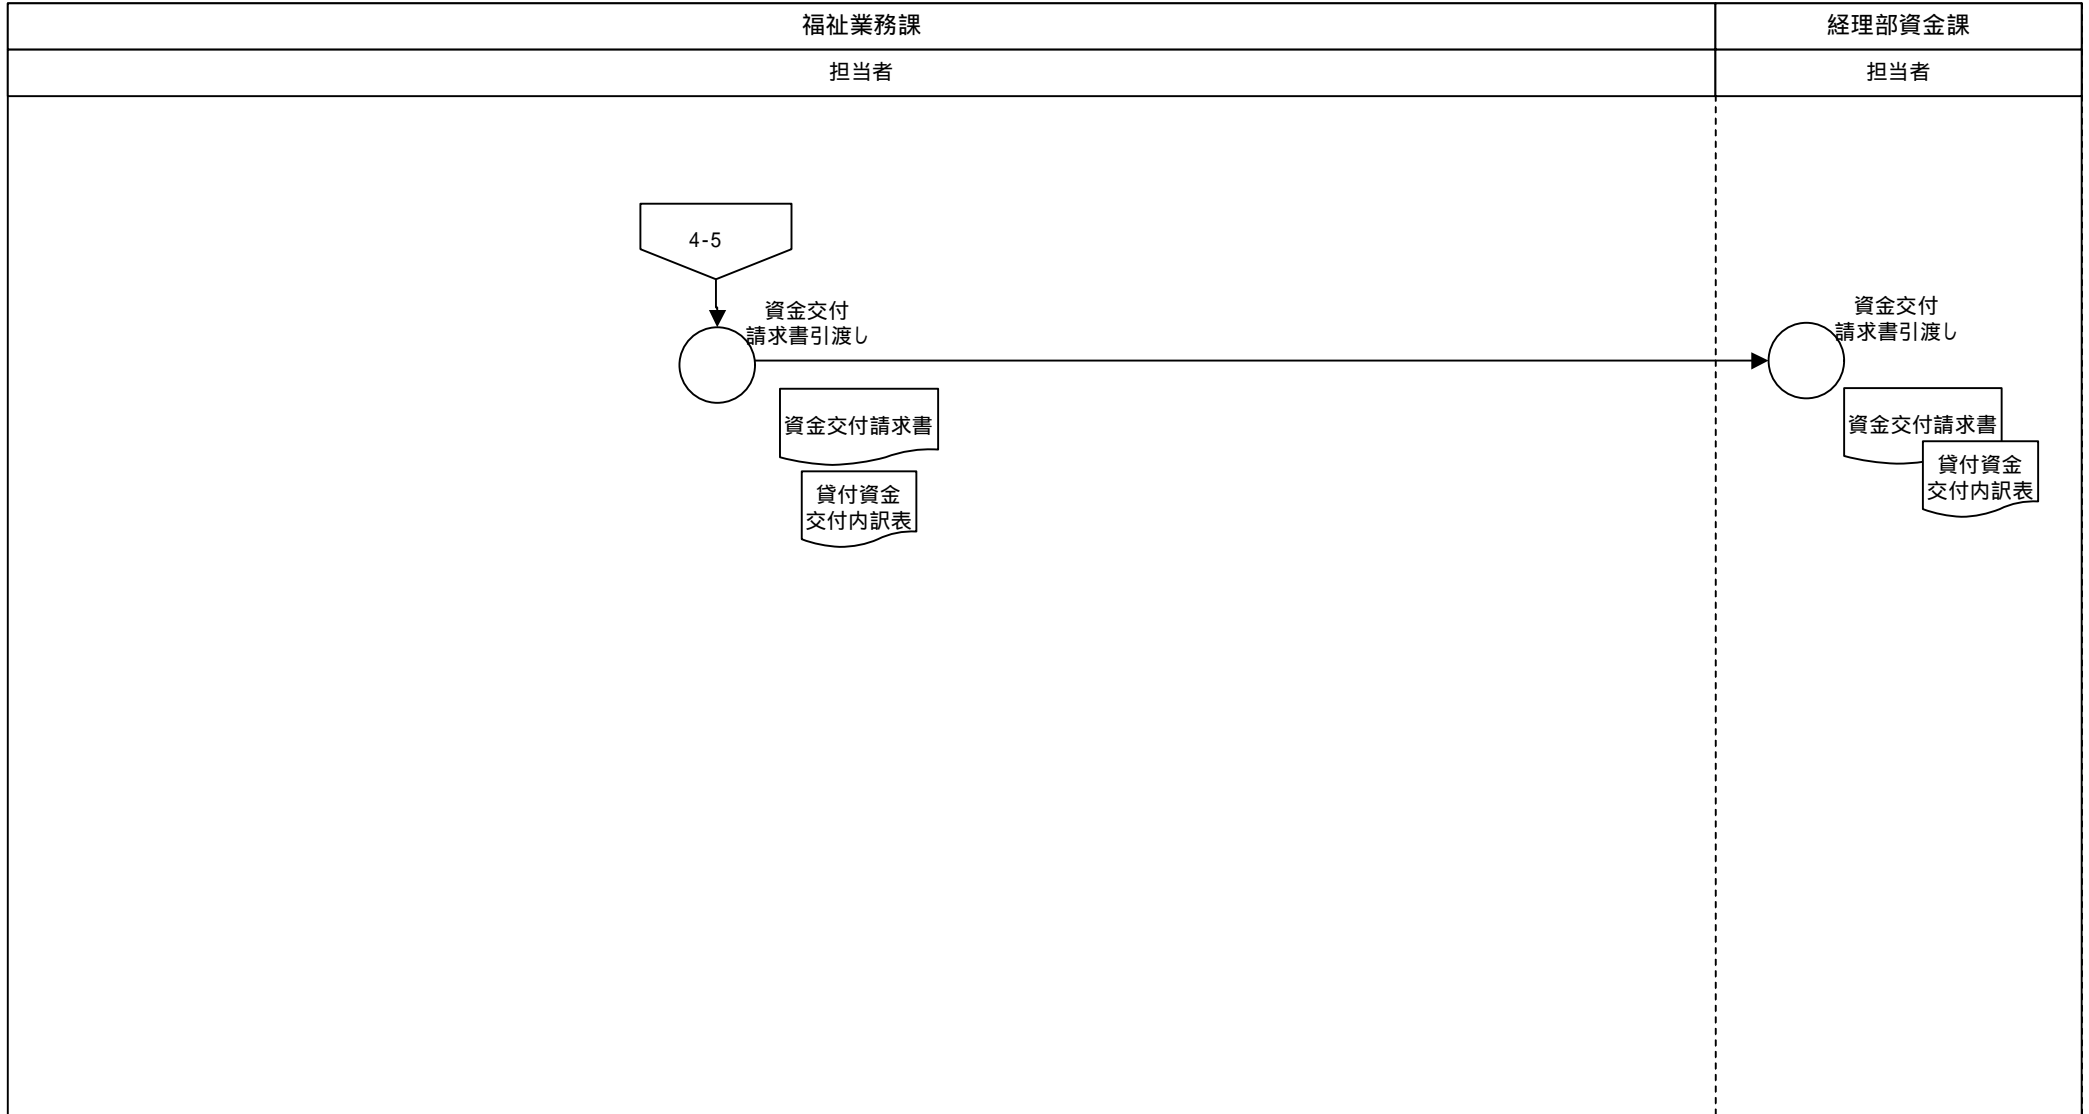 福祉業務課
経理部資金課
担当者
担当者
4-5
資金交付
請求書引渡し
資金交付請求書
貸付資金
交付内訳表
資金交付
請求書引渡し
資金交付請求書
貸付資金
交付内訳表